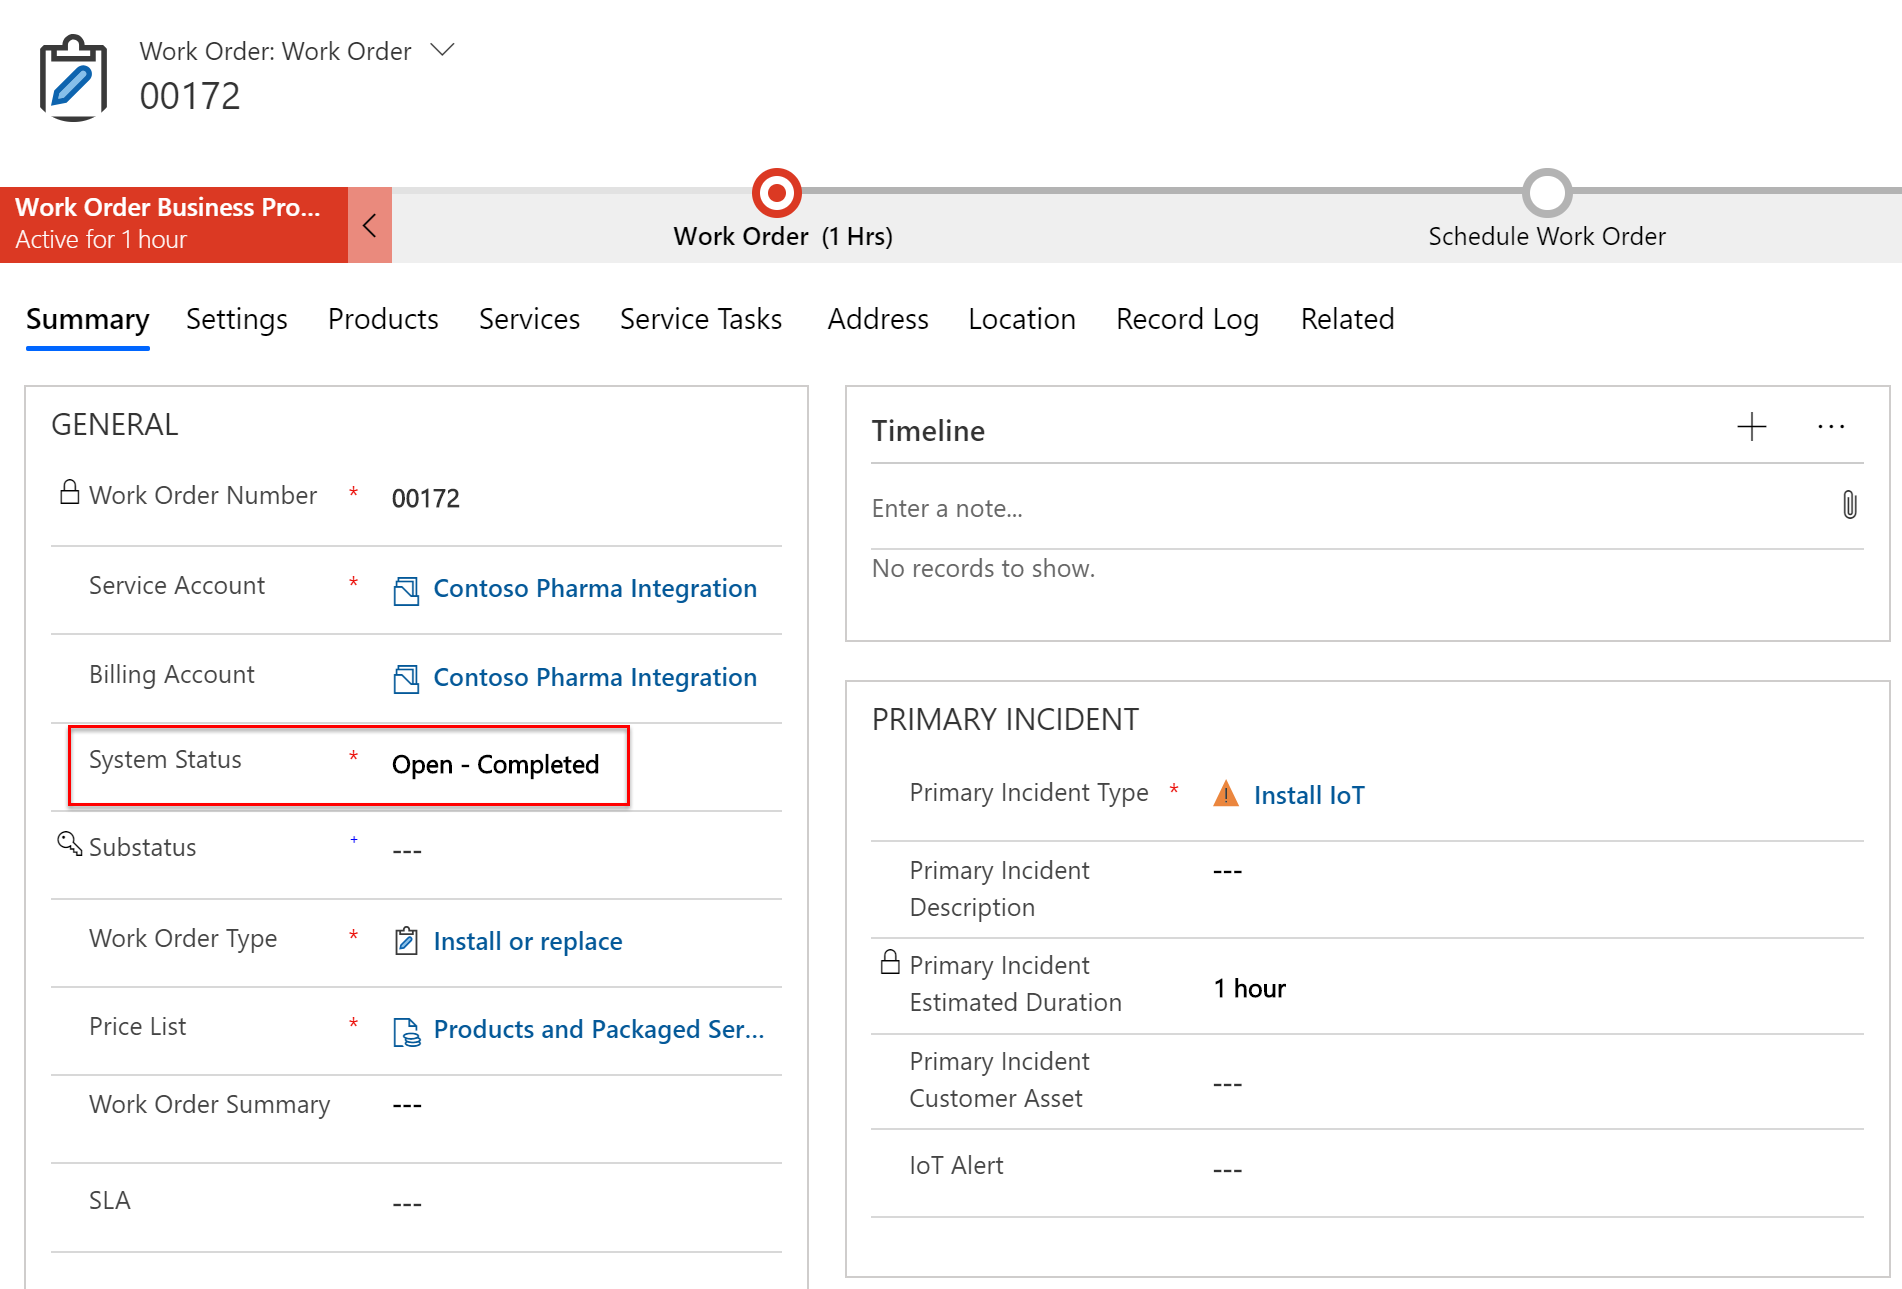 Work Order: Work Order
00172
Work Order Business Pro...
Active for 1 hour
Work Order (1 Hrs)
Schedule Work Order
Summary Settings Products Services Service Tasks Address Location Record Log Related
GENERAL
Work Order Number * 00172
Service Account * Contoso Pharma Integration
Billing Account Contoso Pharma Integration
System Status * Open - Completed
Substatus + ---
Work Order Type * Install or replace
Price List * Products and Packaged Ser...
Work Order Summary ---
SLA ---
Timeline
Enter a note...
No records to show.
PRIMARY INCIDENT
Primary Incident Type * Install IoT
Primary Incident
Description ---
Primary Incident
Estimated Duration 1 hour
Primary Incident
Customer Asset ---
IoT Alert ---